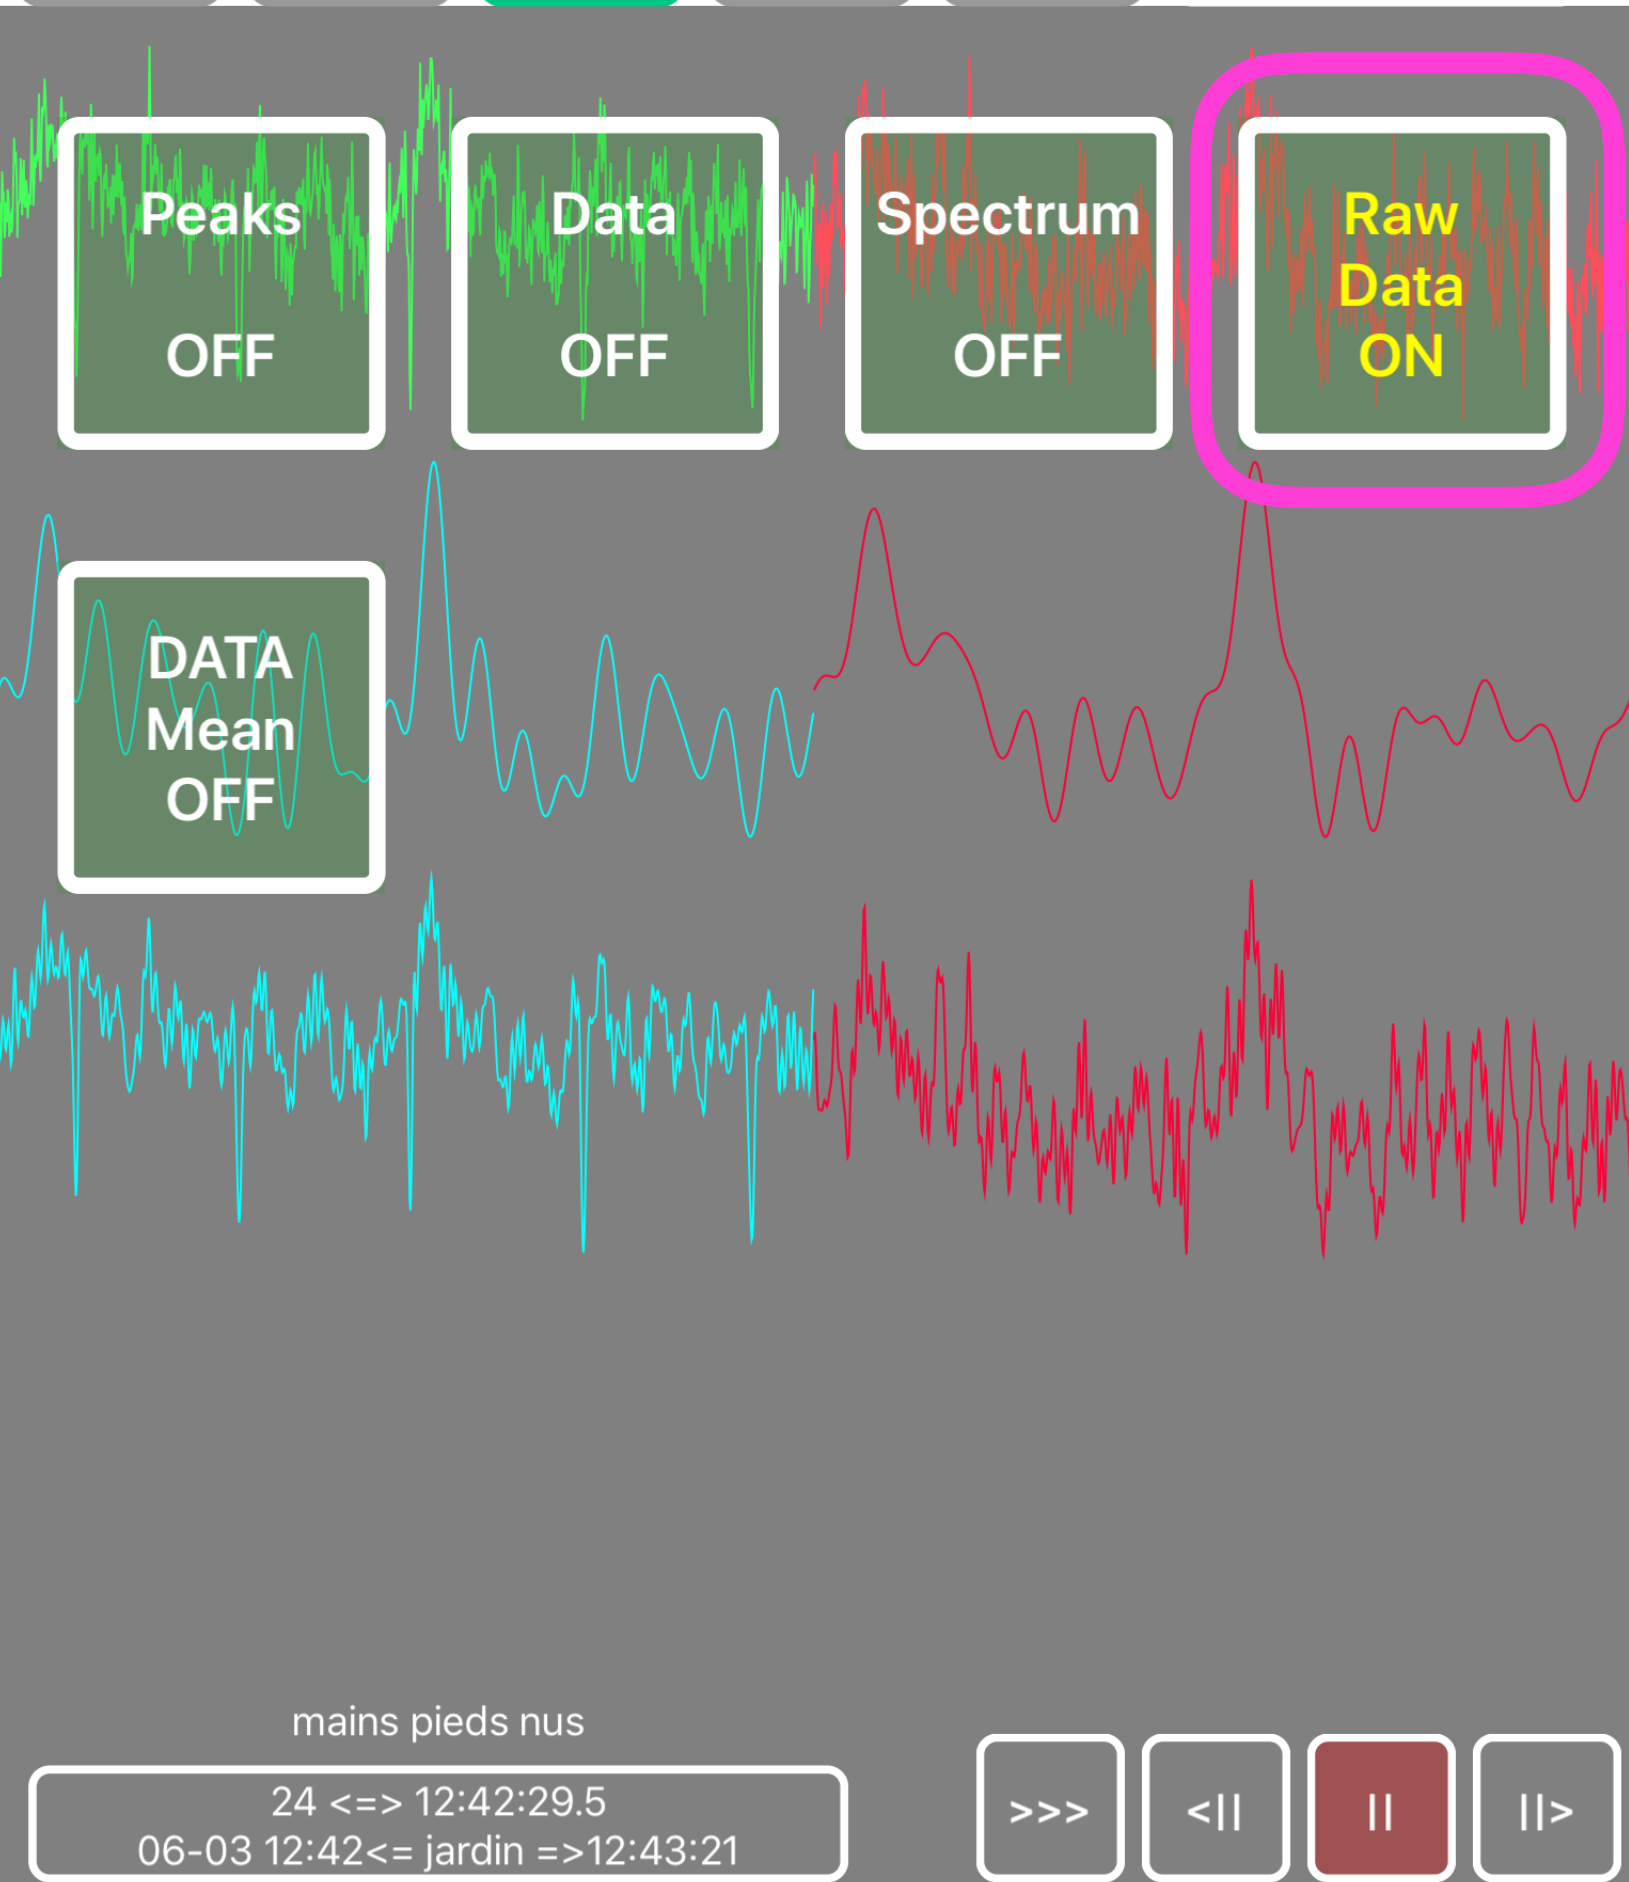 Peaks
OFF
Data
OFF
Spectrum
OFF
Raw
Data
ON
DATA
Mean
OFF
mains pieds nus
24 <=> 12:42:29.5
06-03 12:42<= jardin =>12:43:21
>>>
<||
||
||>